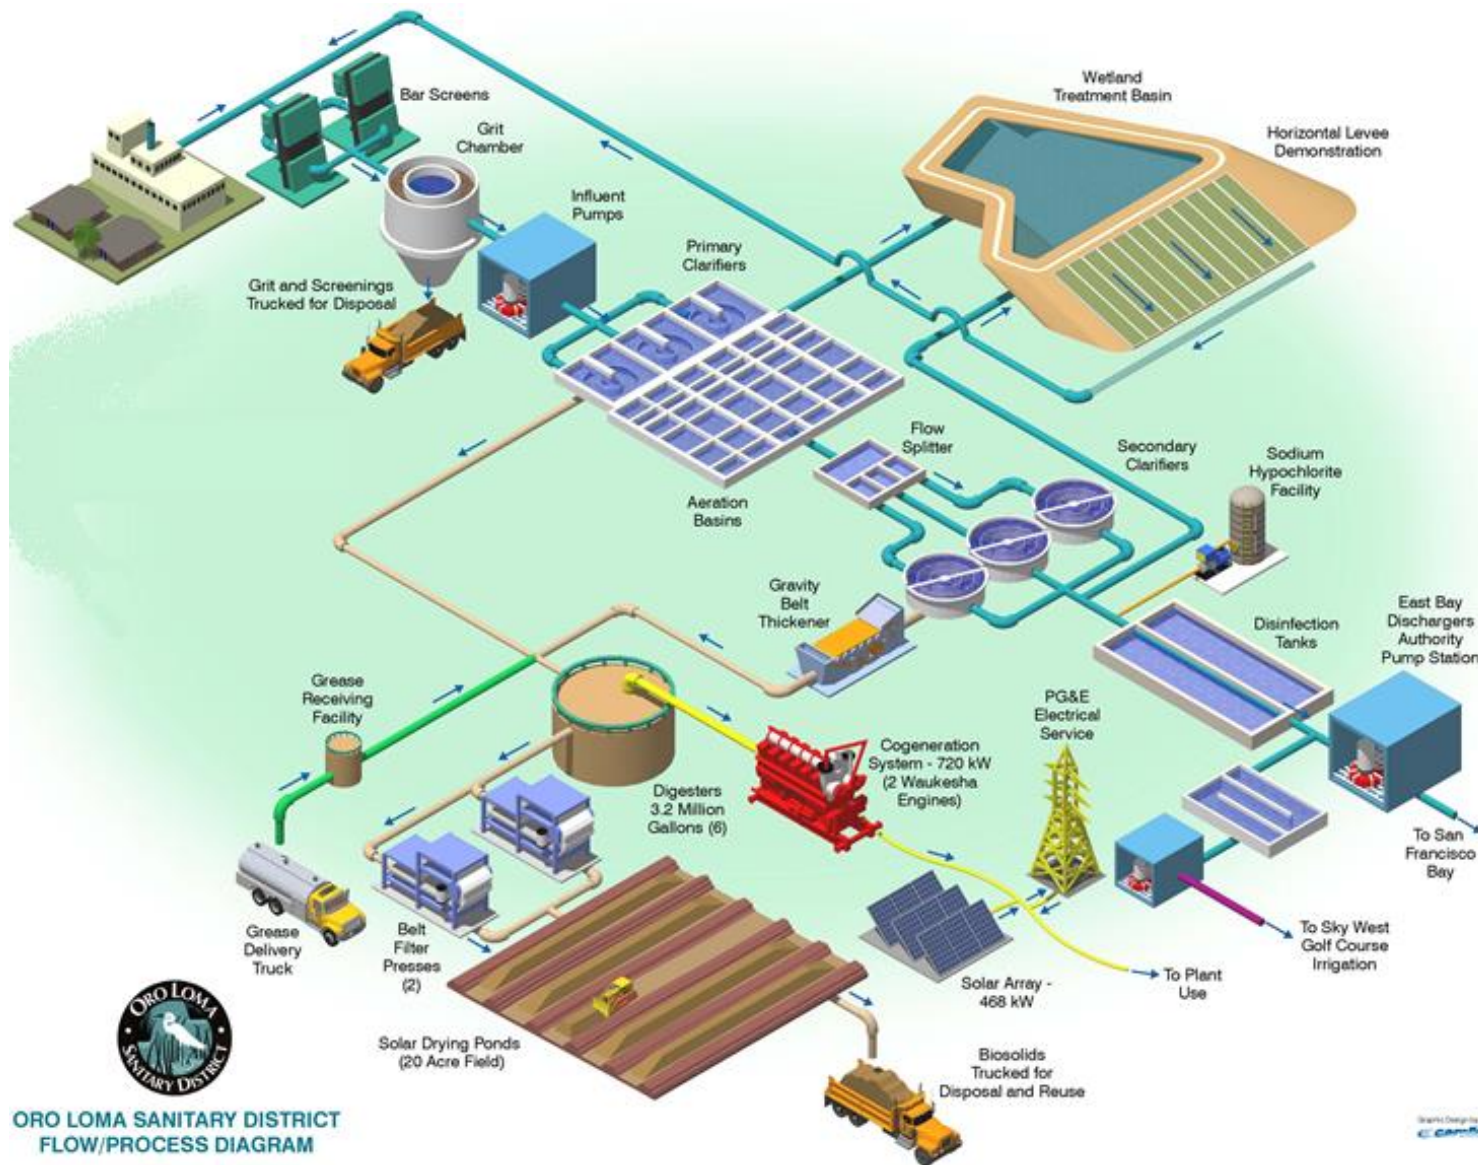 Bar Screens
Grit
Chamber
Influent
Pumps
Grit and Screenings
Trucked for Disposal
Primary
Clarifiers
Wetland
Treatment Basin
Horizontal Levee
Demonstration
Flow
Splitter
Aeration
Basins
Secondary
Clarifiers
Sodium
Hypochlorite
Facility
Gravity
Belt
Thickener
Disinfection
Tanks
East Bay
Dischargers
Authority
Pump Station
Grease
Receiving
Facility
PG&E
Electrical
Service
Cogeneration
System - 720 kW
(2 Waukesha
Engines)
Digesters
3.2 Million
Gallons (6)
To San
Francisco
Bay
Grease
Delivery
Truck
Belt
Filter
Presses
(2)
To Sky West
Golf Course
Irrigation
To Plant
Use
Solar Array -
468 kW
Solar Drying Ponds
(20 Acre Field)
Biosolids
Trucked for
Disposal and Reuse
ORO LOMA
SANITARY DISTRICT
ORO LOMA SANITARY DISTRICT
FLOW/PROCESS DIAGRAM